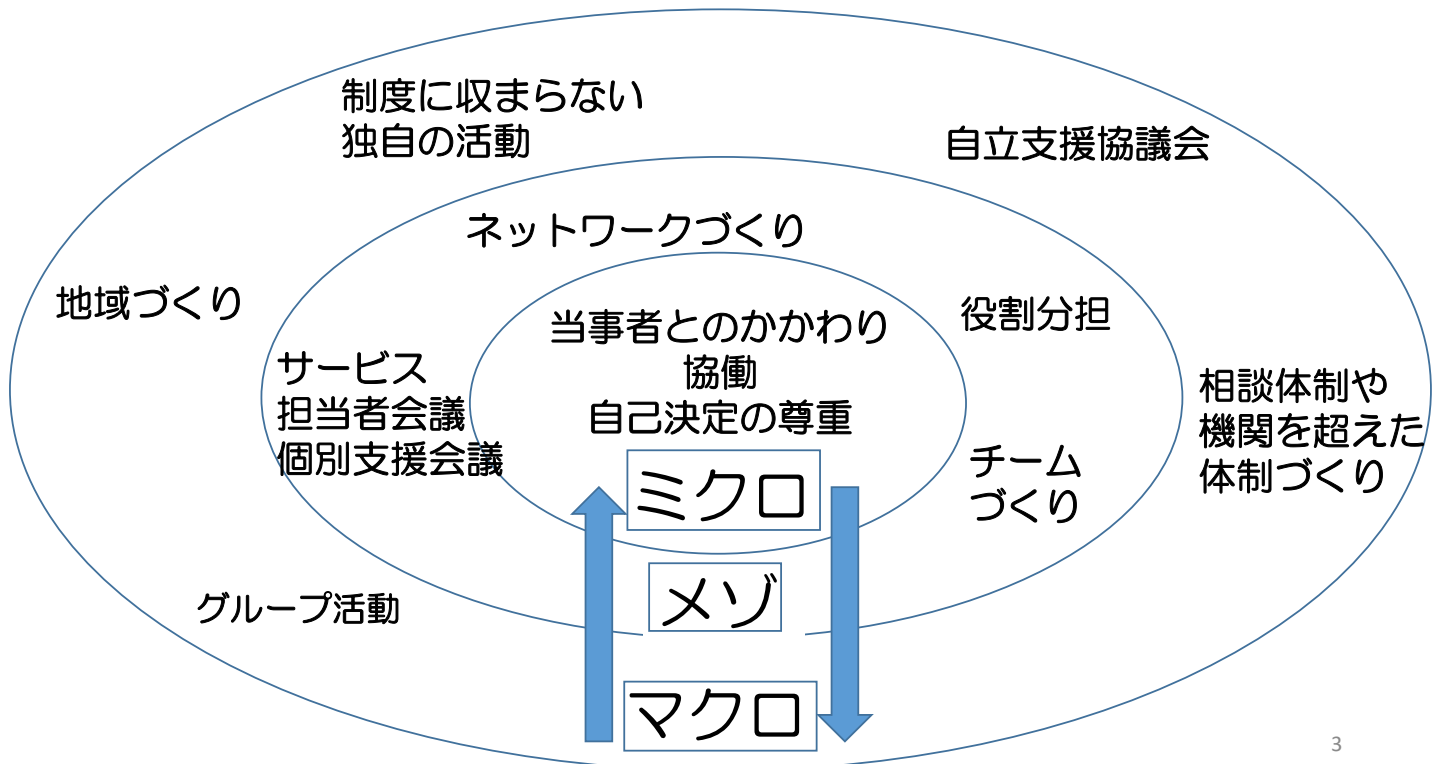 制度に収まらない
独自の活動
自立支援協議会
ネットワークづくり
地域づくり
役割分担
当事者とのかかわり
協働
自己決定の尊重
サービス
担当者会議
個別支援会議
相談体制や
機関を超えた
体制づくり
チーム
づくり
ミクロ
メゾ
グループ活動
マクロ
3